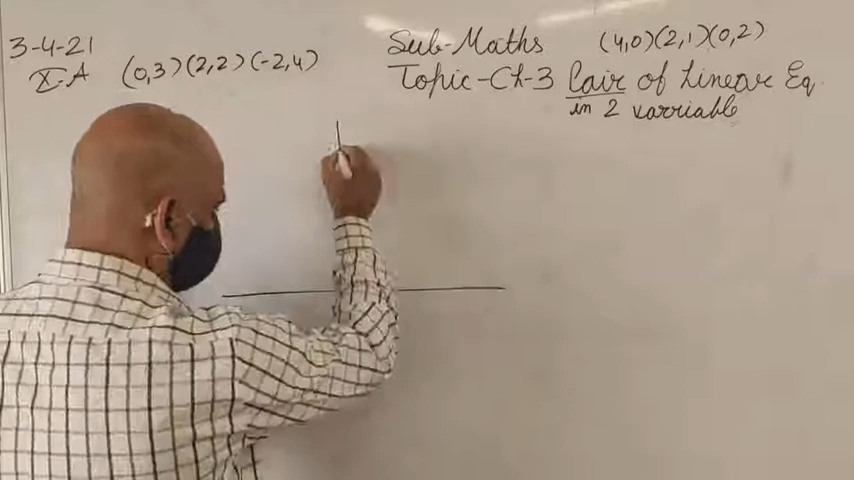 3-4-21
X-A
(0,3)(2,2)(-2,4)
Sub-Maths
(4,0)(2,1)(0,2)
Topic-Ch-3 Pair of Linear Eq.
in 2 varriable